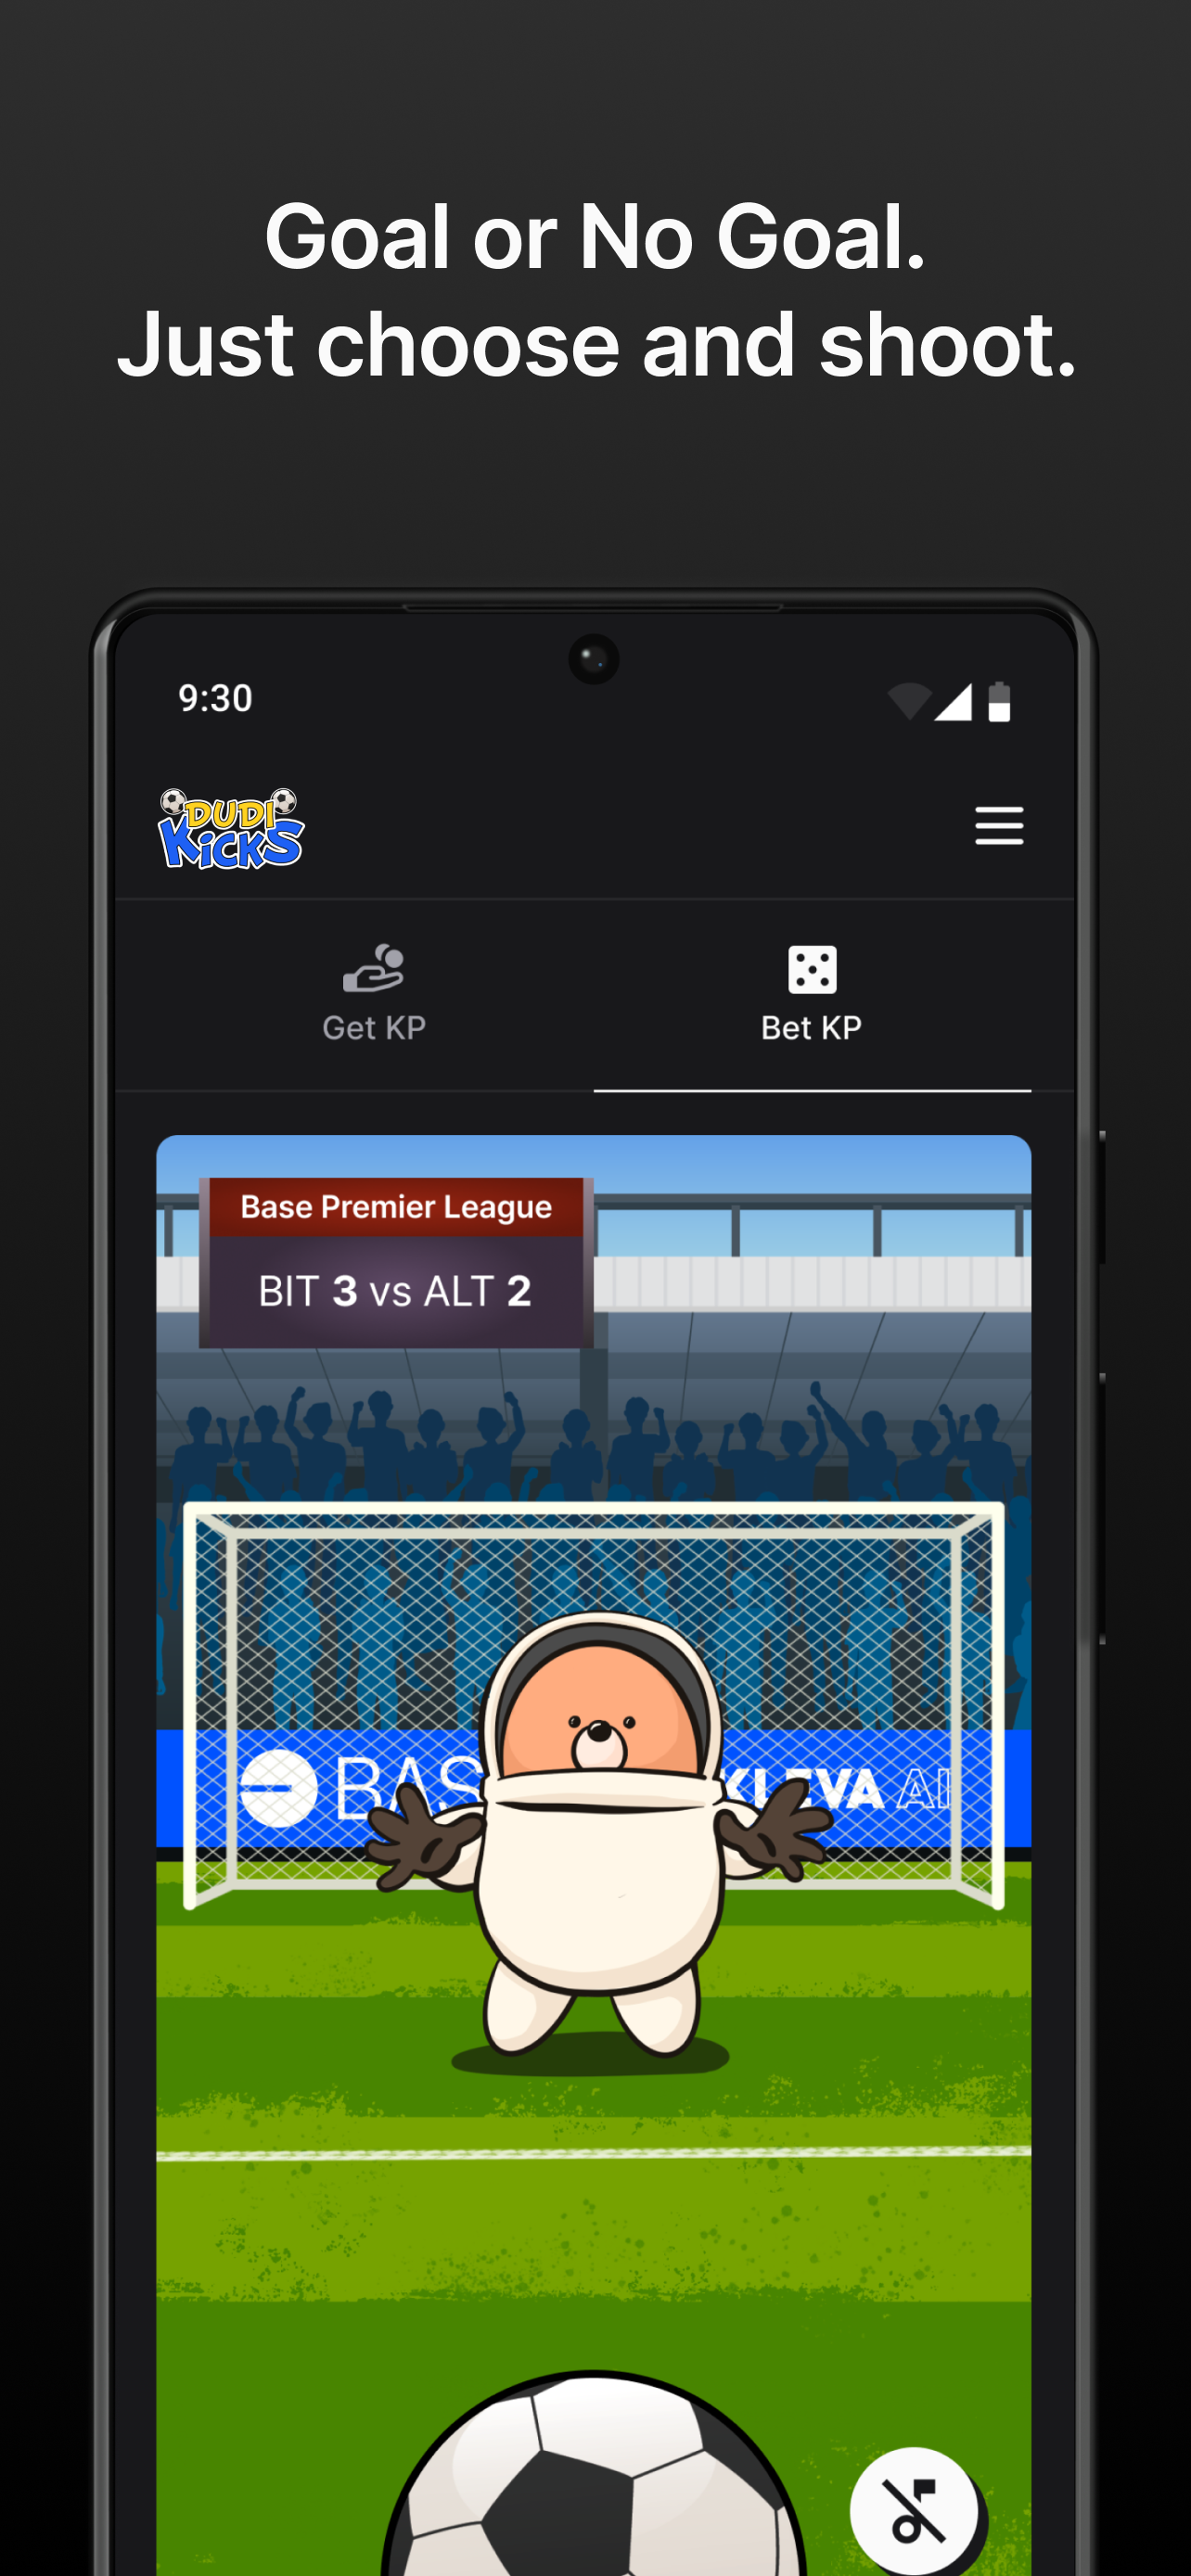 Goal or No Goal.
Just choose and shoot.
9:30
DUDI
KiCKS
Get KP
Bet KP
Base Premier League
BIT 3 vs ALT 2
BAS
KLEVA AI